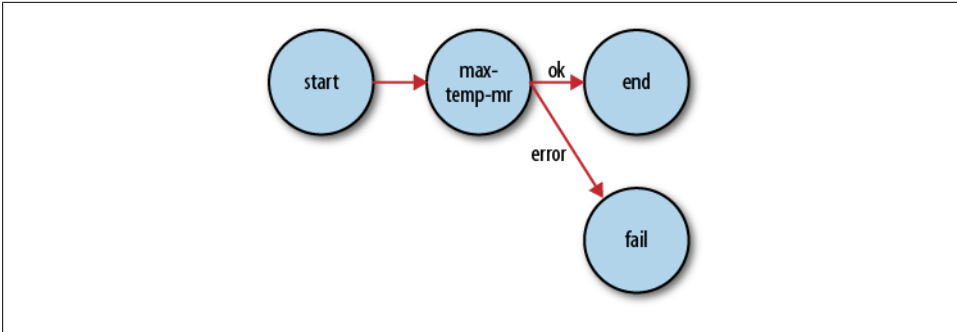 start
max-
temp-mr
ok
end
error
fail